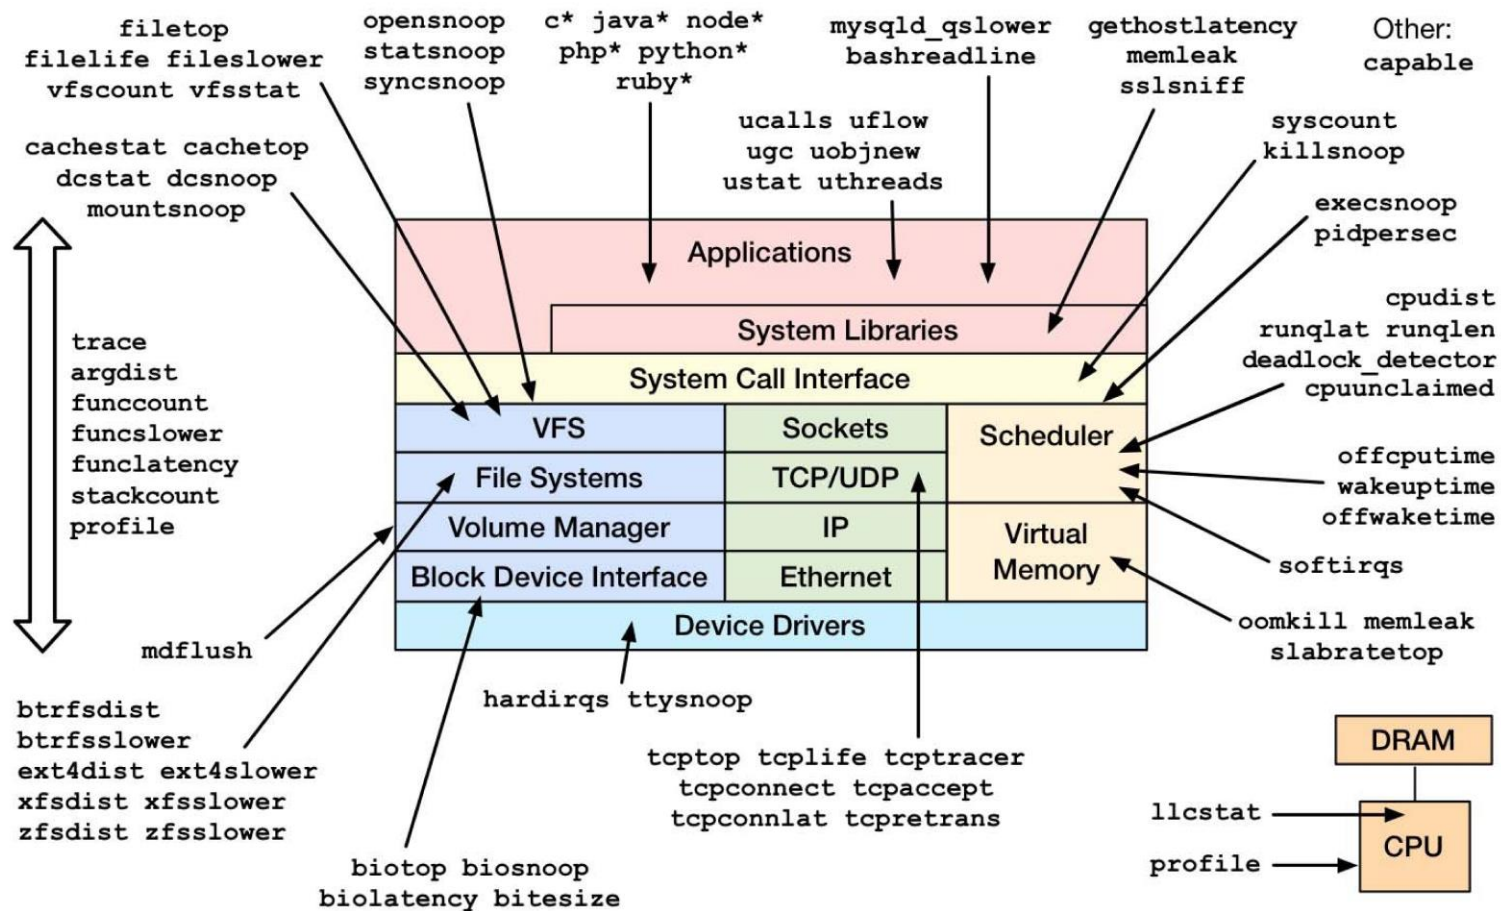 filetop
filelife fileslower
vfscount vfsstat
opensnoop
statsnoop
syncsnoop
c* java* node*
php* python*
ruby*
mysqld_qslower
bashreadline
gethostlatency
memleak
sslsniff
Other:
capable
ucalls uflow
ugc uobjnew
ustat uthreads
syscount
killsnoop
cachestat cachetop
dcstat dcsnoop
mountsnoop
execsnoop
pidpersec
Applications
System Libraries
System Call Interface
VFS
Sockets
Scheduler
File Systems
TCP/UDP
Volume Manager
IP
Virtual
Memory
Block Device Interface
Ethernet
Device Drivers
trace
argdist
funccount
funcslower
funclatency
stackcount
profile
cpudist
runqlat runqlen
deadlock_detector
cpuunclaimed
offcputime
wakeuptime
offwaketime
softirqs
oomkill memleak
slabratetop
mdflush
hardirqs ttysnoop
btrfsdist
btrfsslower
ext4dist ext4slower
xfsdist xfsslower
zfsdist zfsslower
tcptop tcplife tcptracer
tcpconnect tcpaccept
tcpconnlat tcpretrans
biotop biosnoop
biolatency bitesize
DRAM
llcstat
CPU
profile